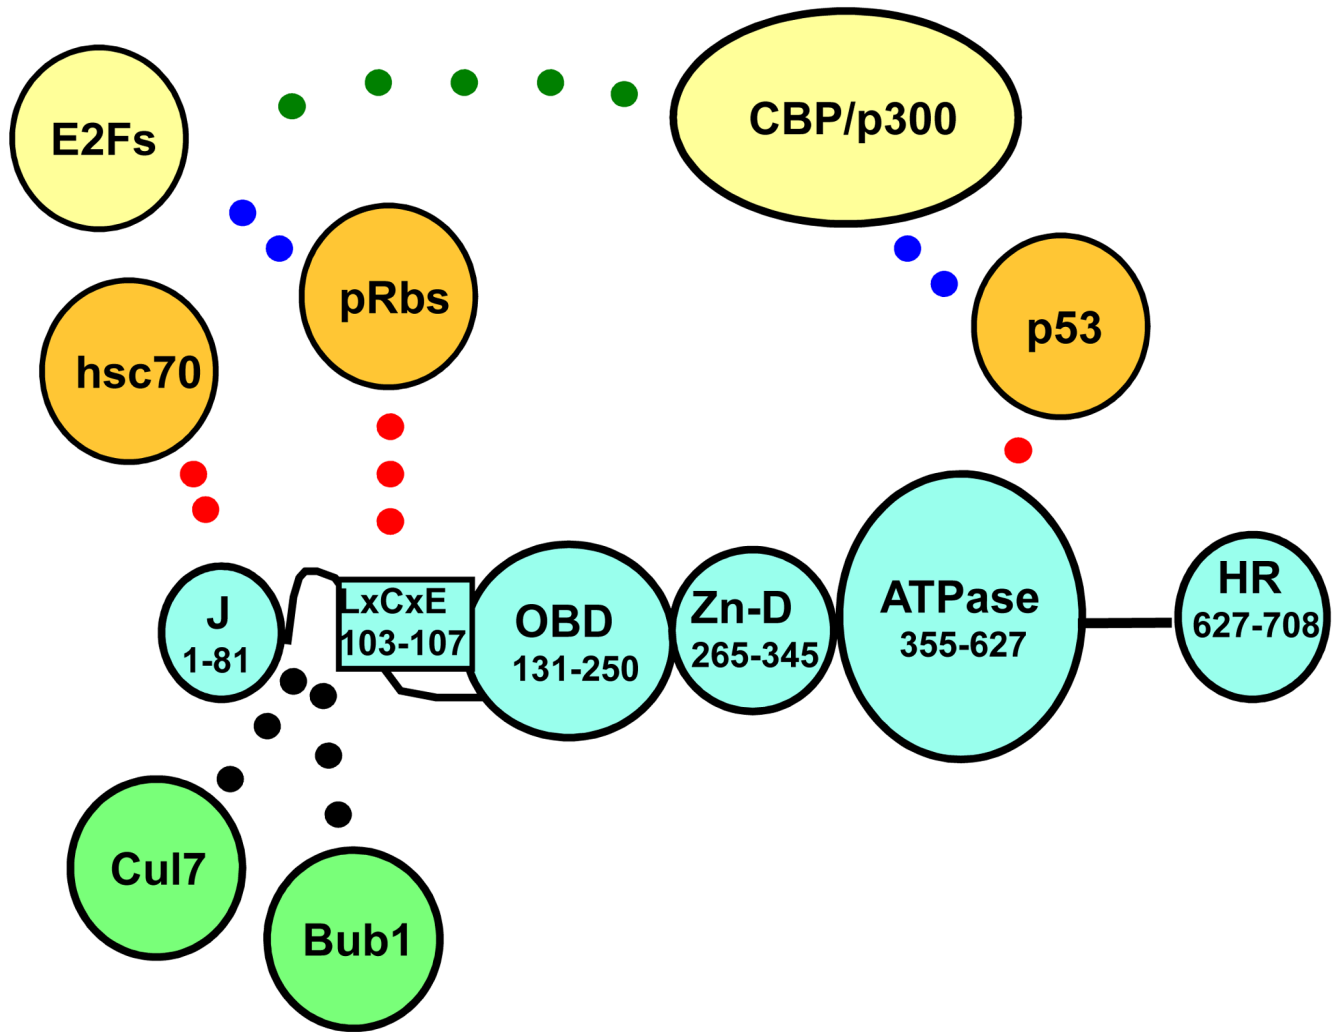 E2Fs
CBP/p300
pRbs
p53
hsc70
J
1-81
LxCxE
103-107
OBD
131-250
Zn-D
265-345
ATPase
355-627
HR
627-708
Cul7
Bub1